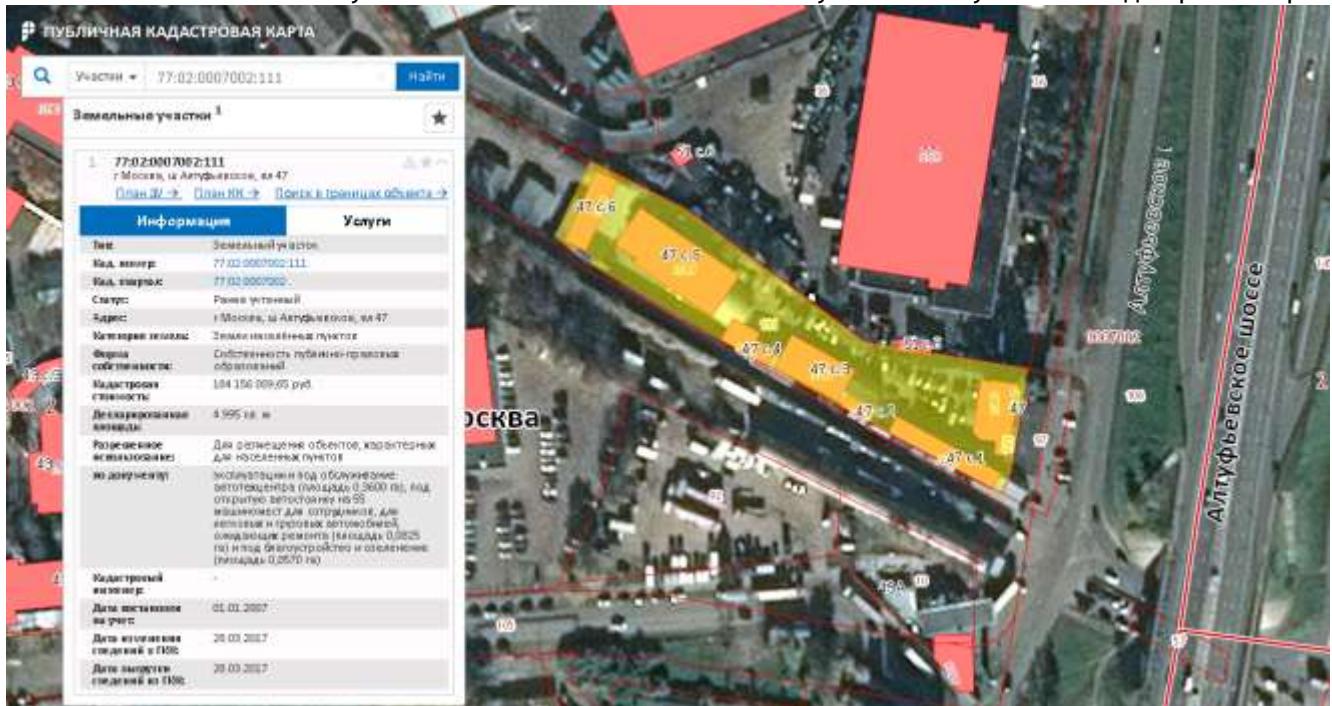 ПУБЛИЧНАЯ КАДАСТРОВАЯ КАРТА
Участки 77:02:0007002:111 Найти
Земельные участки 1
1 77:02:0007002:111
г Москва, ш Алтуфьевское, вл 47
План ЗУ → План КК → Поиск в границах объекта →
Информация Услуги
Тип: Земельный участок
Кад. номер: 77:02:0007002:111
Кад. квартал: 77:02:0007002
Статус: Ранее учтенный
Адрес: г Москва, ш Алтуфьевское, вл 47
Категория земель: Земли населённых пунктов
Форма собственности: Собственность публично-правовых образований
Кадастровая стоимость: 104 156 009,65 руб.
Декларированная площадь: 4 995 кв. м
Разрешенное использование: Для размещения объектов, характерных для населенных пунктов
по документу: эксплуатации и под обслуживание
автотехцентра (площадь 0,3600 га), под
открытую автостоянку на 55
машиномест для сотрудников, для
легковых и грузовых автомобилей,
ожидающих ремонта (площадь 0,0825
га) и под благоустройство и озеленение
(площадь 0,0570 га)
Кадастровый инженер: -
Дата постановки на учет: 01.01.2007
Дата изменения сведений в ГКН: 20.03.2017
Дата выгрузки сведений из ГКН: 20.03.2017
51 с.6
47 с.6
47 с.5
47 с.4
47 с.3
47 с.2
47 с.1
47
0007002
Алтуфьевское
Алтуфьевское шоссе
осква
105